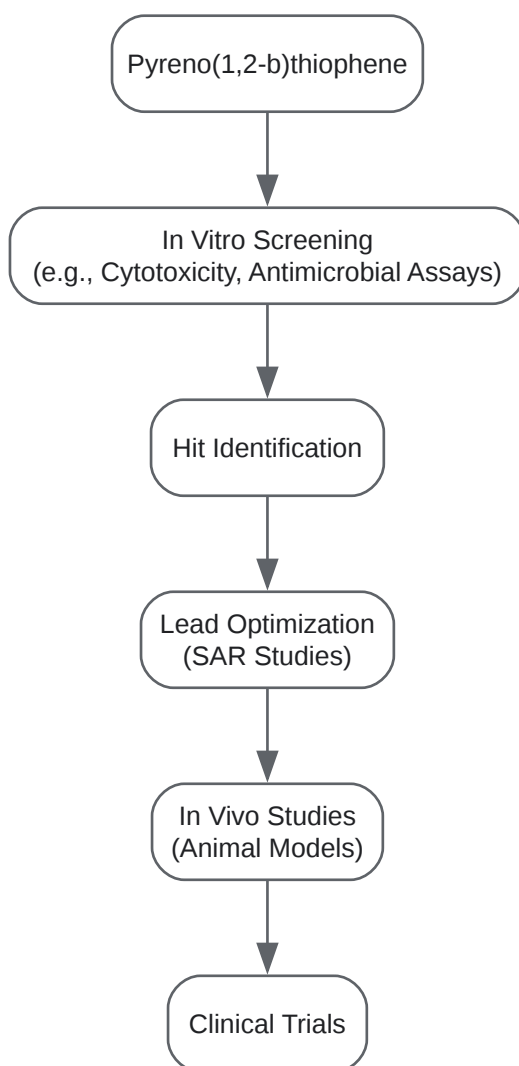 Pyreno(1,2-b)thiophene
In Vitro Screening
(e.g., Cytotoxicity, Antimicrobial Assays)
Hit Identification
Lead Optimization
(SAR Studies)
In Vivo Studies
(Animal Models)
Clinical Trials